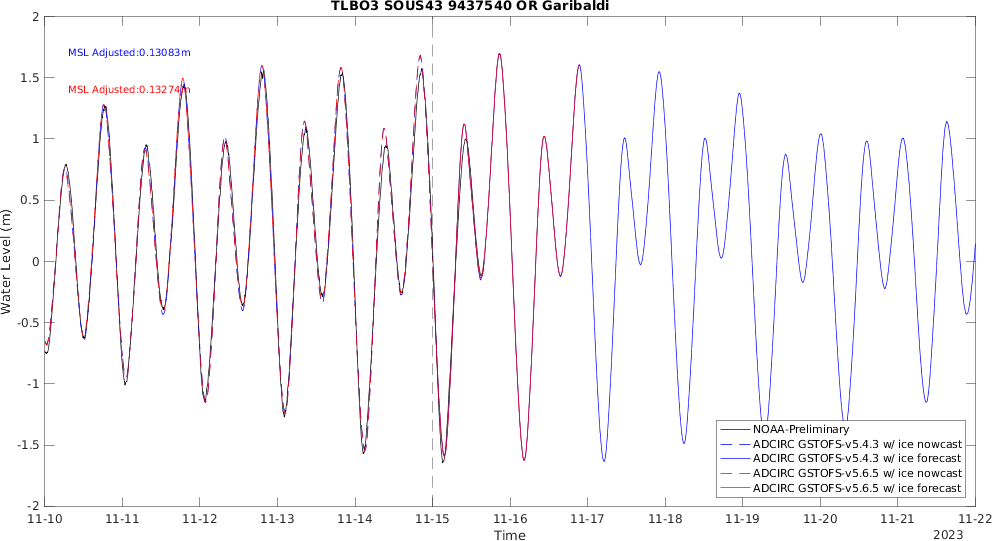 TLBO3 SOUS43 9437540 OR Garibaldi
2
MSL Adjusted:0.13083m
1.5
MSL Adjusted:0.13274m
1
0.5
0
-0.5
-1
-1.5
-2
Water Level (m)
NOAA-Preliminary
ADCIRC GSTOFS-v5.4.3 w/ ice nowcast
ADCIRC GSTOFS-v5.4.3 w/ ice forecast
ADCIRC GSTOFS-v5.6.5 w/ ice nowcast
ADCIRC GSTOFS-v5.6.5 w/ ice forecast
11-10 11-11 11-12 11-13 11-14 11-15 11-16 11-17 11-18 11-19 11-20 11-21 11-22
Time
2023